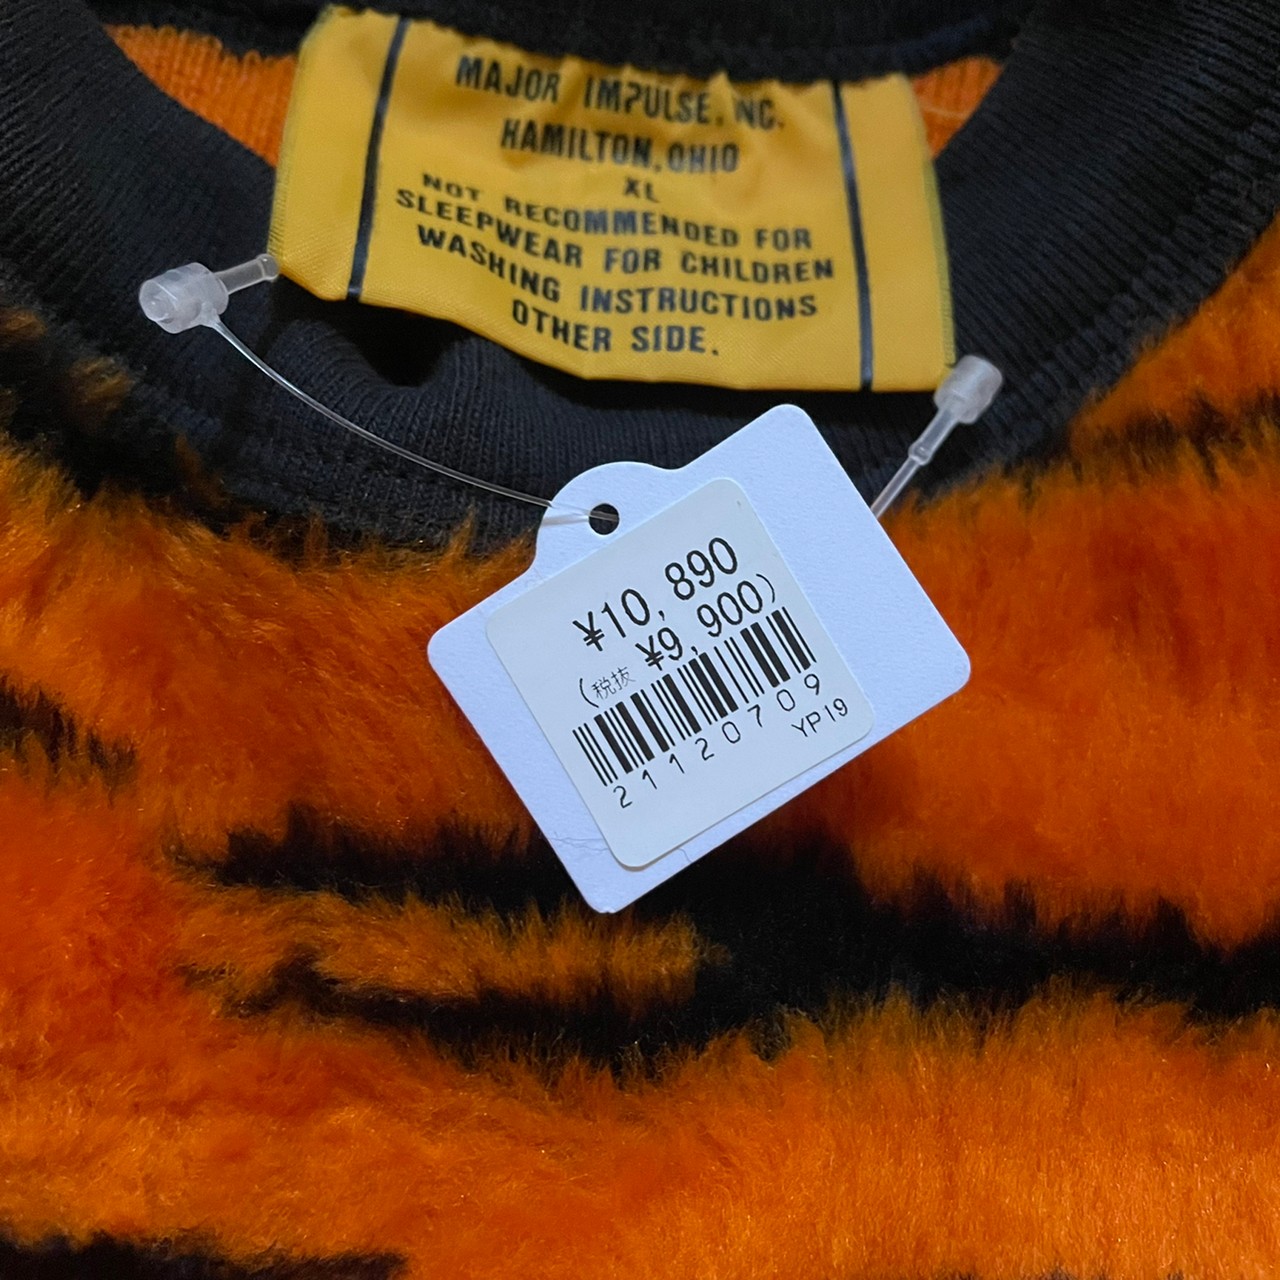 MAJOR IMPULSE, INC.
HAMILTON, OHIO
XL
NOT RECOMMENDED FOR
SLEEPWEAR FOR CHILDREN
WASHING INSTRUCTIONS
OTHER SIDE.
¥10, 890
(税抜 ¥9, 900)
21120709
YP19